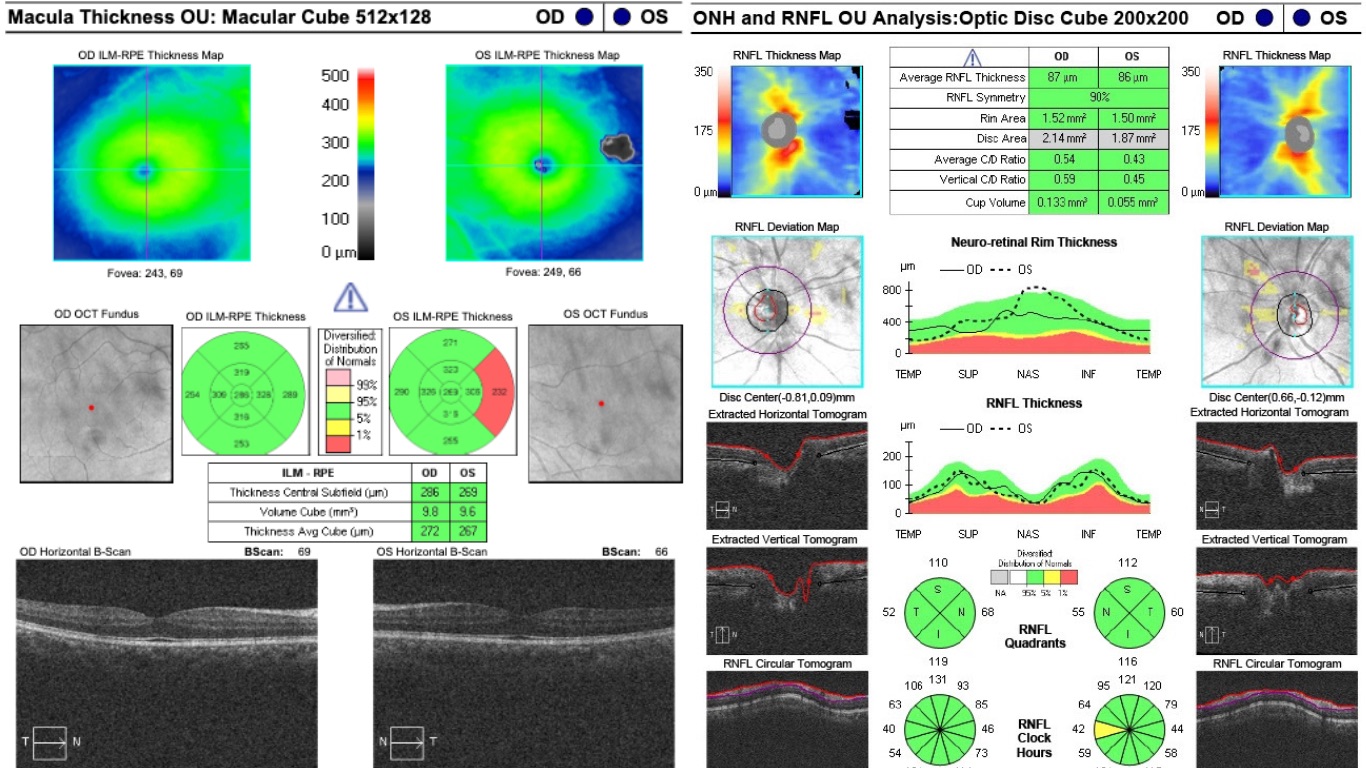 Macula Thickness OU: Macular Cube 512x128 OD OS
OD ILM-RPE Thickness Map
OS ILM-RPE Thickness Map
500
400
300
200
100
0 µm
Fovea: 243, 69
Fovea: 249, 66
OD OCT Fundus
OD ILM-RPE Thickness
Diversified:
Distribution
of Normals
99%
95%
5%
1%
OS ILM-RPE Thickness
OS OCT Fundus
319
286
326
316
289
253
271
323
290
326
269
232
ILM - RPE OD OS
Thickness Central Subfield (µm) 286 269
Volume Cube (mm³) 9.8 9.6
Thickness Avg Cube (µm) 272 267
OD Horizontal B-Scan BScan: 69
OS Horizontal B-Scan BScan: 66
T N
N T
ONH and RNFL OU Analysis:Optic Disc Cube 200x200 OD OS
RNFL Thickness Map
350
175
0 µm
OD OS
Average RNFL Thickness 87 µm 86 µm
RNFL Symmetry 90%
Rim Area 1.52 mm² 1.50 mm²
Disc Area 2.14 mm² 1.87 mm²
Average C/D Ratio 0.54 0.43
Vertical C/D Ratio 0.59 0.45
Cup Volume 0.133 mm³ 0.055 mm³
RNFL Thickness Map
350
175
0 µm
RNFL Deviation Map
Disc Center(-0.81,0.09)mm
Extracted Horizontal Tomogram
T N
Extracted Vertical Tomogram
RNFL Circular Tomogram
Neuro-retinal Rim Thickness
µm OD OS
800
400
0
TEMP SUP NAS INF TEMP
RNFL Thickness
µm OD OS
200
100
0
TEMP SUP NAS INF TEMP
Diversified:
Distribution of Normals
NA 95% 5% 1%
110
S
52 T N 68
I
119
RNFL
Quadrants
112
S
55 N T 60
I
116
131
106 93
63 85
40 46
54 73
RNFL
Clock
Hours
121
95 120
64 79
42 44
59 58
RNFL Deviation Map
Disc Center(0.66,-0.12)mm
Extracted Horizontal Tomogram
N T
Extracted Vertical Tomogram
RNFL Circular Tomogram